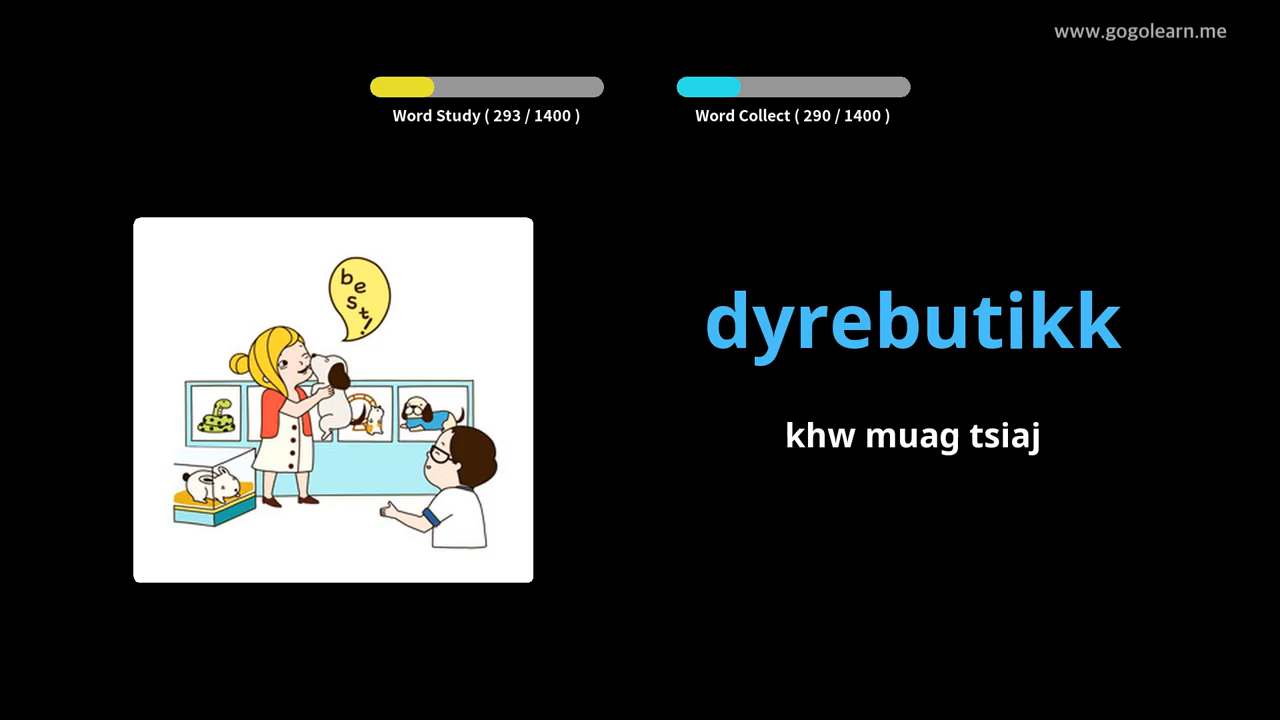 www.gogolearn.me
Word Study ( 293 / 1400 )
Word Collect ( 290 / 1400 )
best!
dyrebutikk
khw muag tsiaj